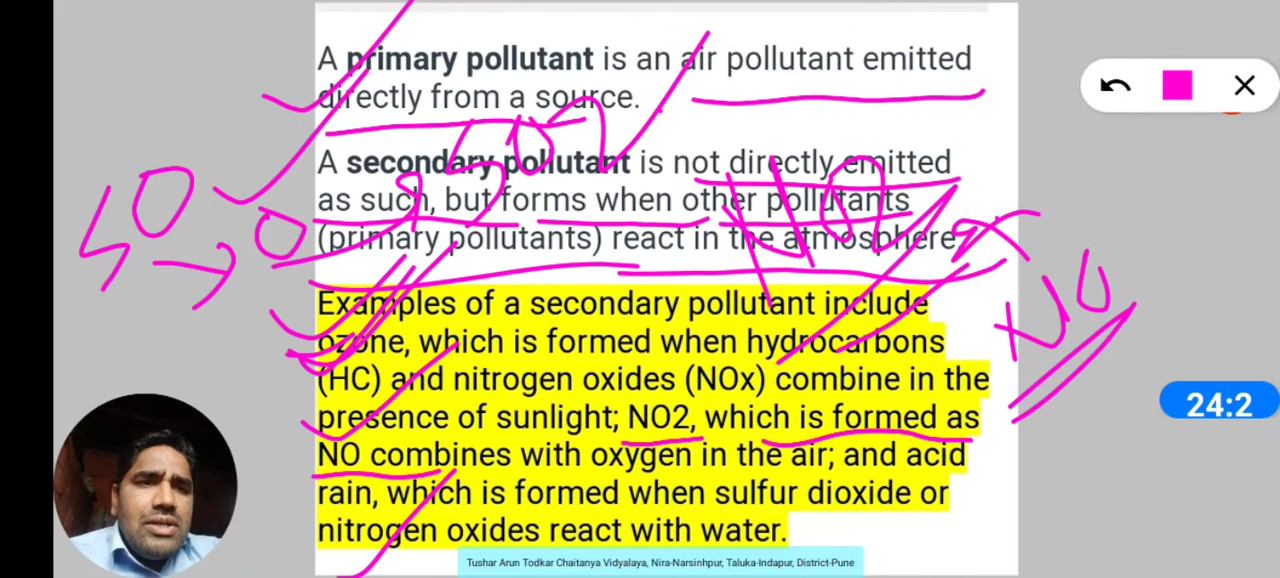 A primary pollutant is an air pollutant emitted
directly from a source.
A secondary pollutant is not directly emitted
as such, but forms when other pollutants
(primary pollutants) react in the atmosphere.
Examples of a secondary pollutant include
ozone, which is formed when hydrocarbons
(HC) and nitrogen oxides (NOx) combine in the
presence of sunlight; NO2, which is formed as
NO combines with oxygen in the air; and acid
rain, which is formed when sulfur dioxide or
nitrogen oxides react with water.
24:2
Tushar Arun Todkar Chaitanya Vidyalaya, Nira-Narsinhpur, Taluka-Indapur, District-Pune